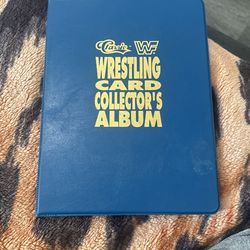 Classic WF
WRESTLING
CARD
COLLECTOR'S
ALBUM